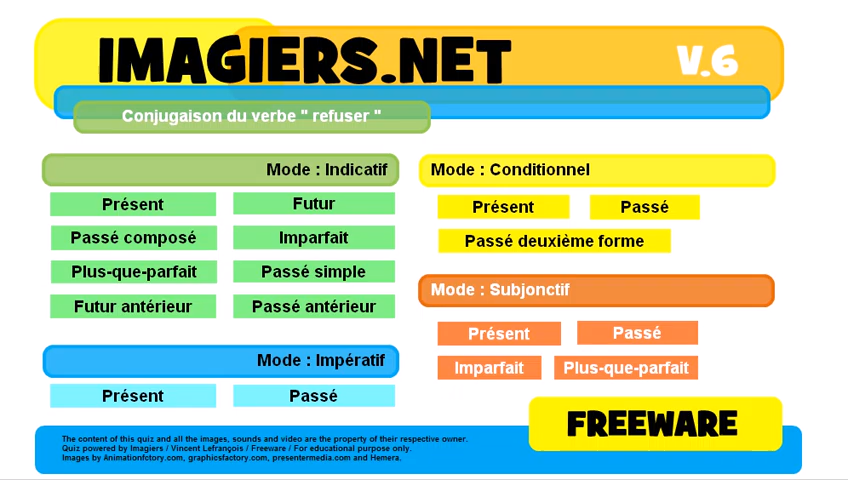 IMAGIERS.NET
V.6
Conjugaison du verbe " refuser "
Mode : Indicatif
Présent
Futur
Passé composé
Imparfait
Plus-que-parfait
Passé simple
Futur antérieur
Passé antérieur
Mode : Impératif
Présent
Passé
Mode : Conditionnel
Présent
Passé
Passé deuxième forme
Mode : Subjonctif
Présent
Passé
Imparfait
Plus-que-parfait
FREEWARE
The content of this quiz and all the images, sounds and video are the property of their respective owner.
Quiz powered by Imagiers / Vincent Lefrançois / Freeware / For educational purpose only.
Images by Animationfctory.com, graphicsfactory.com, presentermedia.com and Hemera.